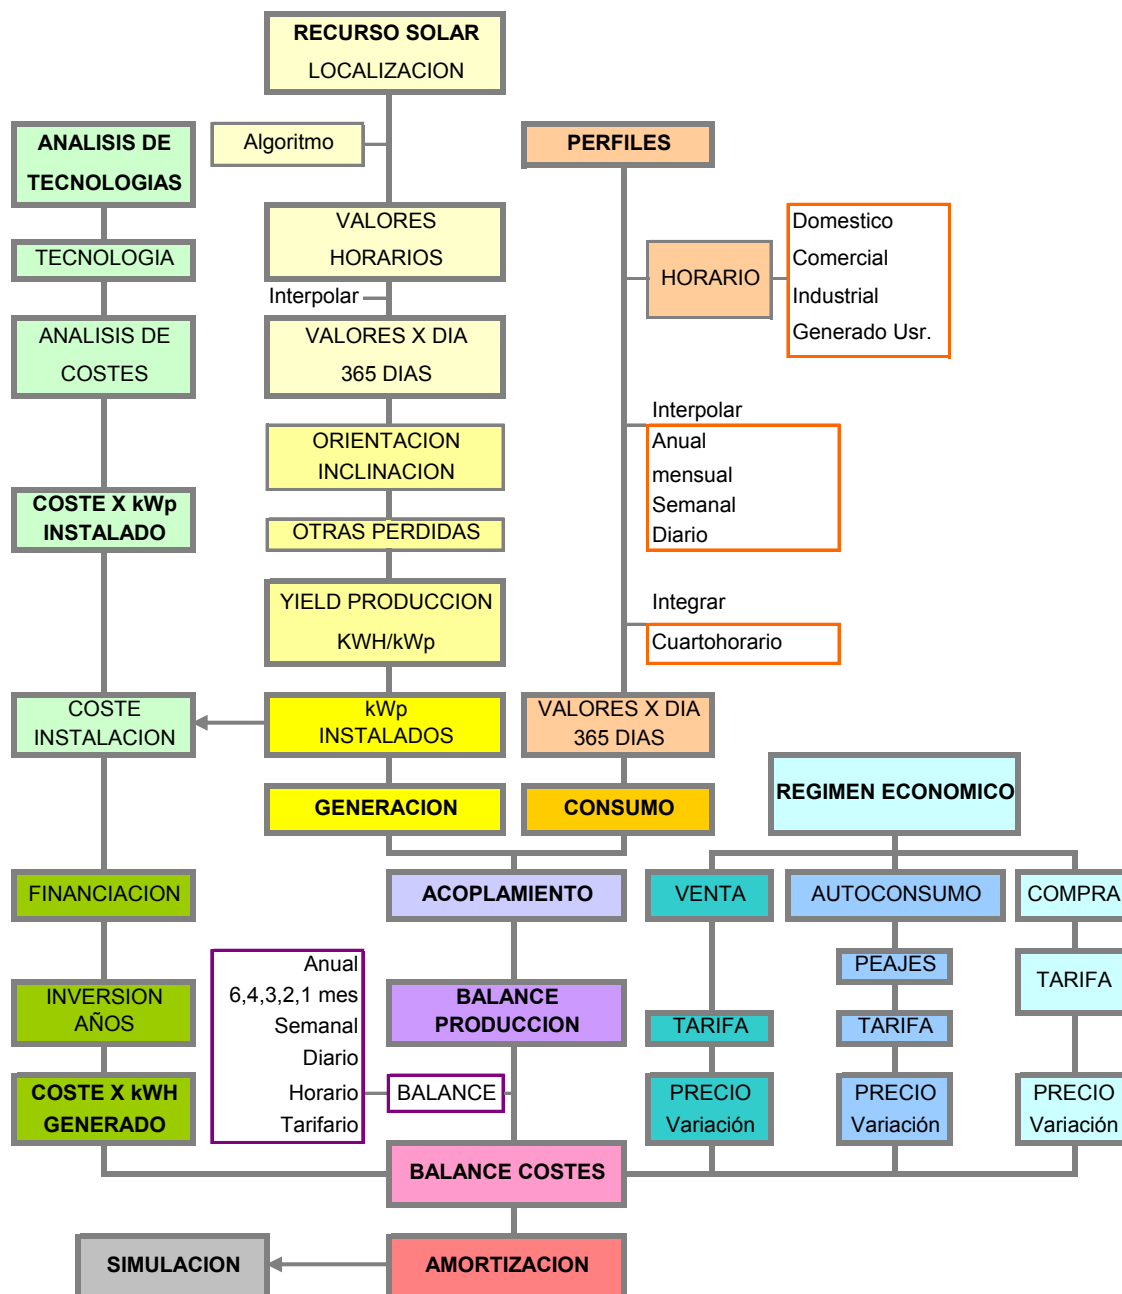 RECURSO SOLAR
LOCALIZACION
ANALISIS DE
TECNOLOGIAS
Algoritmo
PERFILES
VALORES
HORARIOS
TECNOLOGIA
HORARIO
Domestico
Comercial
Industrial
Generado Usr.
Interpolar
ANALISIS DE
COSTES
VALORES X DIA
365 DIAS
Interpolar
Anual
mensual
Semanal
Diario
ORIENTACION
INCLINACION
COSTE X kWp
INSTALADO
OTRAS PERDIDAS
YIELD PRODUCCION
KWH/kWp
Integrar
Cuartohorario
COSTE
INSTALACION
kWp
INSTALADOS
VALORES X DIA
365 DIAS
GENERACION
CONSUMO
REGIMEN ECONOMICO
FINANCIACION
ACOPLAMIENTO
VENTA
AUTOCONSUMO
COMPRA
Anual
6,4,3,2,1 mes
Semanal
Diario
Horario
Tarifario
BALANCE
INVERSION
AÑOS
BALANCE
PRODUCCION
PEAJES
TARIFA
TARIFA
TARIFA
COSTE X kWH
GENERADO
PRECIO
Variación
PRECIO
Variación
PRECIO
Variación
BALANCE COSTES
SIMULACION
AMORTIZACION